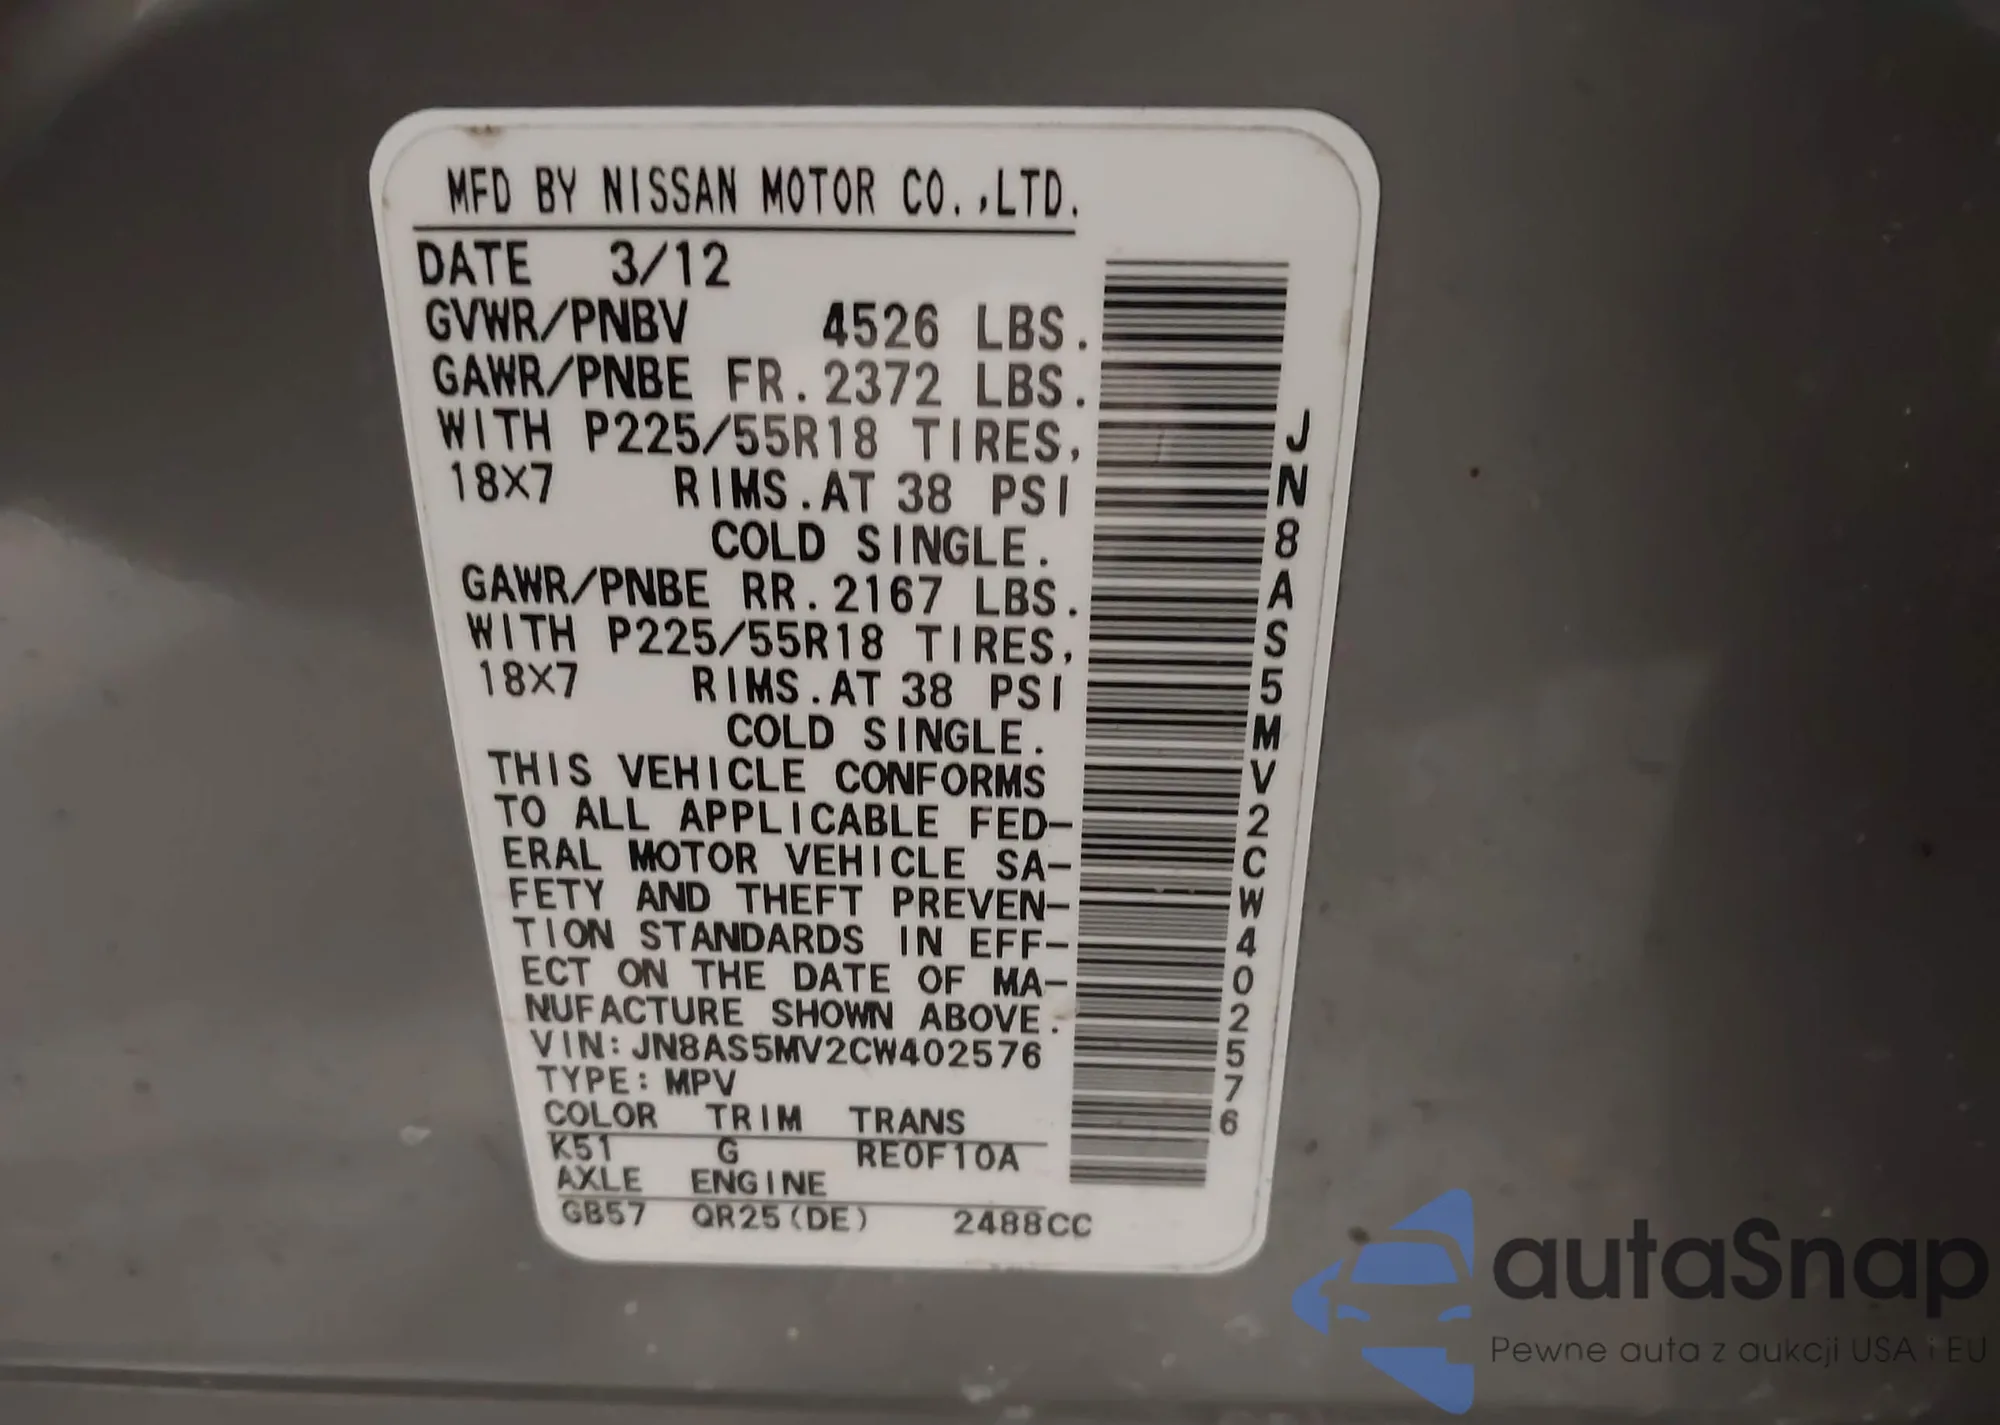 MFD BY NISSAN MOTOR CO.,LTD.
DATE 3/12
GVWR/PNBV 4526 LBS.
GAWR/PNBE FR.2372 LBS.
WITH P225/55R18 TIRES,
18X7 RIMS.AT 38 PSI
COLD SINGLE.
GAWR/PNBE RR.2167 LBS.
WITH P225/55R18 TIRES,
18X7 RIMS.AT 38 PSI
COLD SINGLE.
THIS VEHICLE CONFORMS
TO ALL APPLICABLE FED-
ERAL MOTOR VEHICLE SA-
FETY AND THEFT PREVEN-
TION STANDARDS IN EFF-
ECT ON THE DATE OF MA-
NUFACTURE SHOWN ABOVE.
VIN:JN8AS5MV2CW402576
TYPE:MPV
COLOR TRIM TRANS
K51 G RE0F10A
AXLE ENGINE
GB57 QR25(DE) 2488CC
JN8AS5MV2CW402576
autaSnap
Pewne auta z aukcji USA i EU